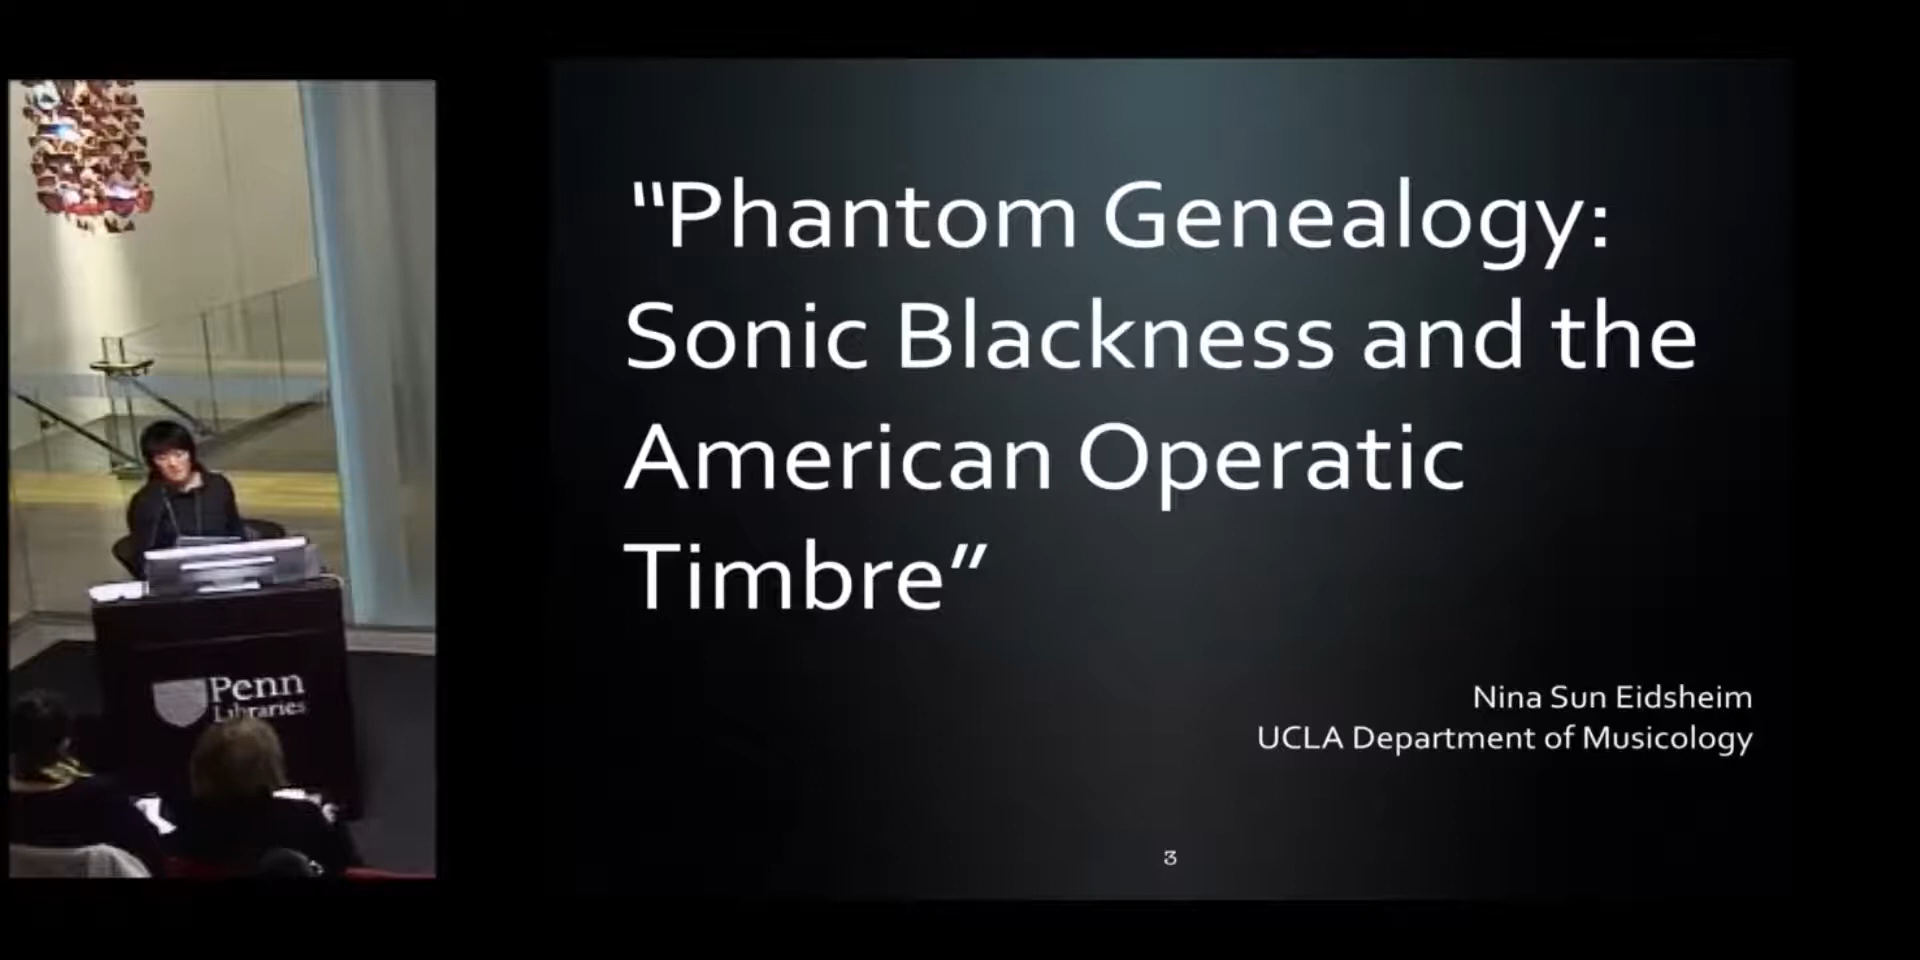 “Phantom Genealogy:
Sonic Blackness and the
American Operatic
Timbre”
Nina Sun Eidsheim
UCLA Department of Musicology
3
Penn
Libraries